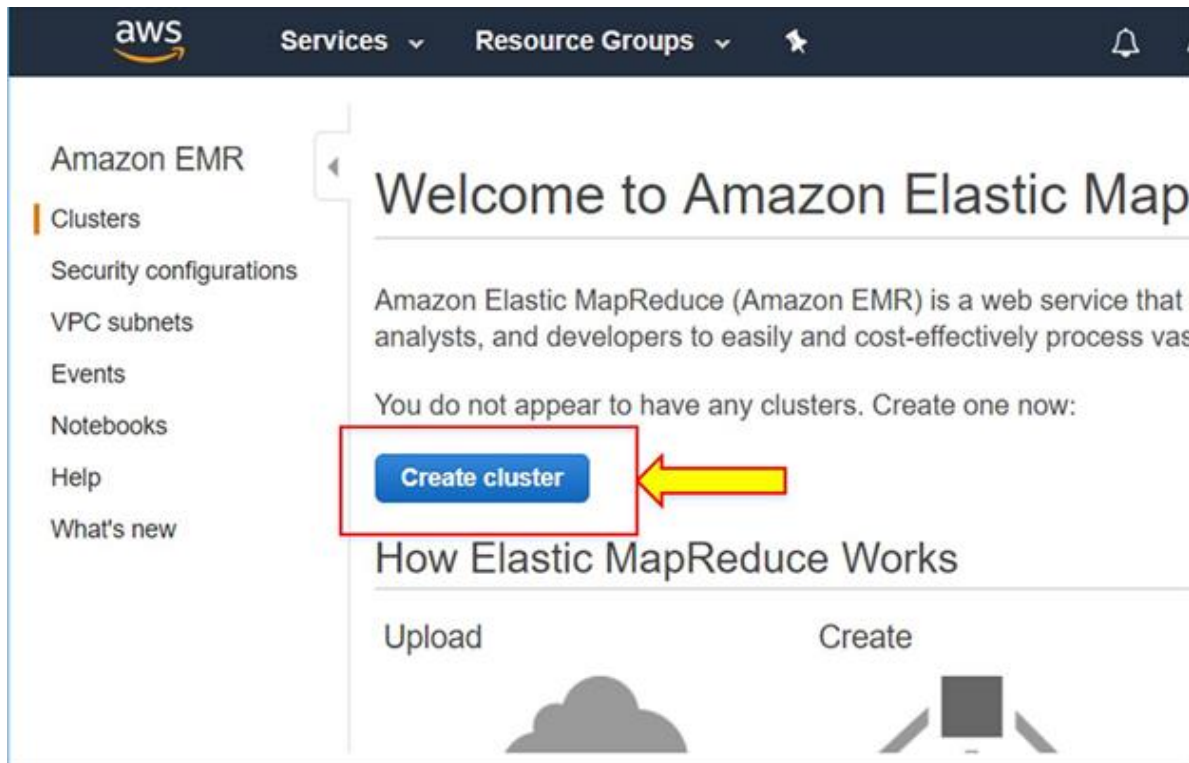 aws Services Resource Groups
Amazon EMR
Clusters
Security configurations
VPC subnets
Events
Notebooks
Help
What's new
Welcome to Amazon Elastic Map
Amazon Elastic MapReduce (Amazon EMR) is a web service that
analysts, and developers to easily and cost-effectively process vas
You do not appear to have any clusters. Create one now:
Create cluster
How Elastic MapReduce Works
Upload Create